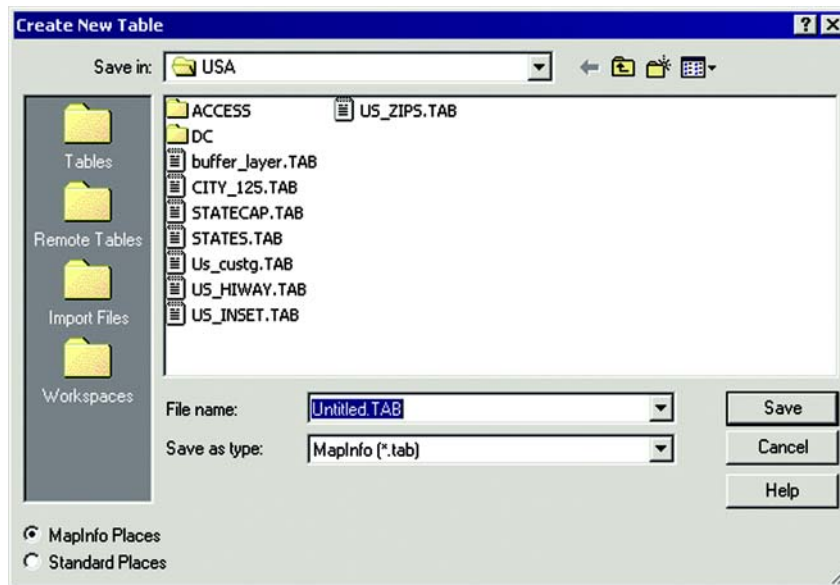 Create New Table
Save in: USA
Tables
Remote Tables
Import Files
Workspaces
ACCESS
DC
buffer_layer.TAB
CITY_125.TAB
STATECAP.TAB
STATES.TAB
Us_custg.TAB
US_HIWAY.TAB
US_INSET.TAB
US_ZIPS.TAB
File name: Untitled.TAB
Save as type: MapInfo (*.tab)
Save
Cancel
Help
MapInfo Places
Standard Places